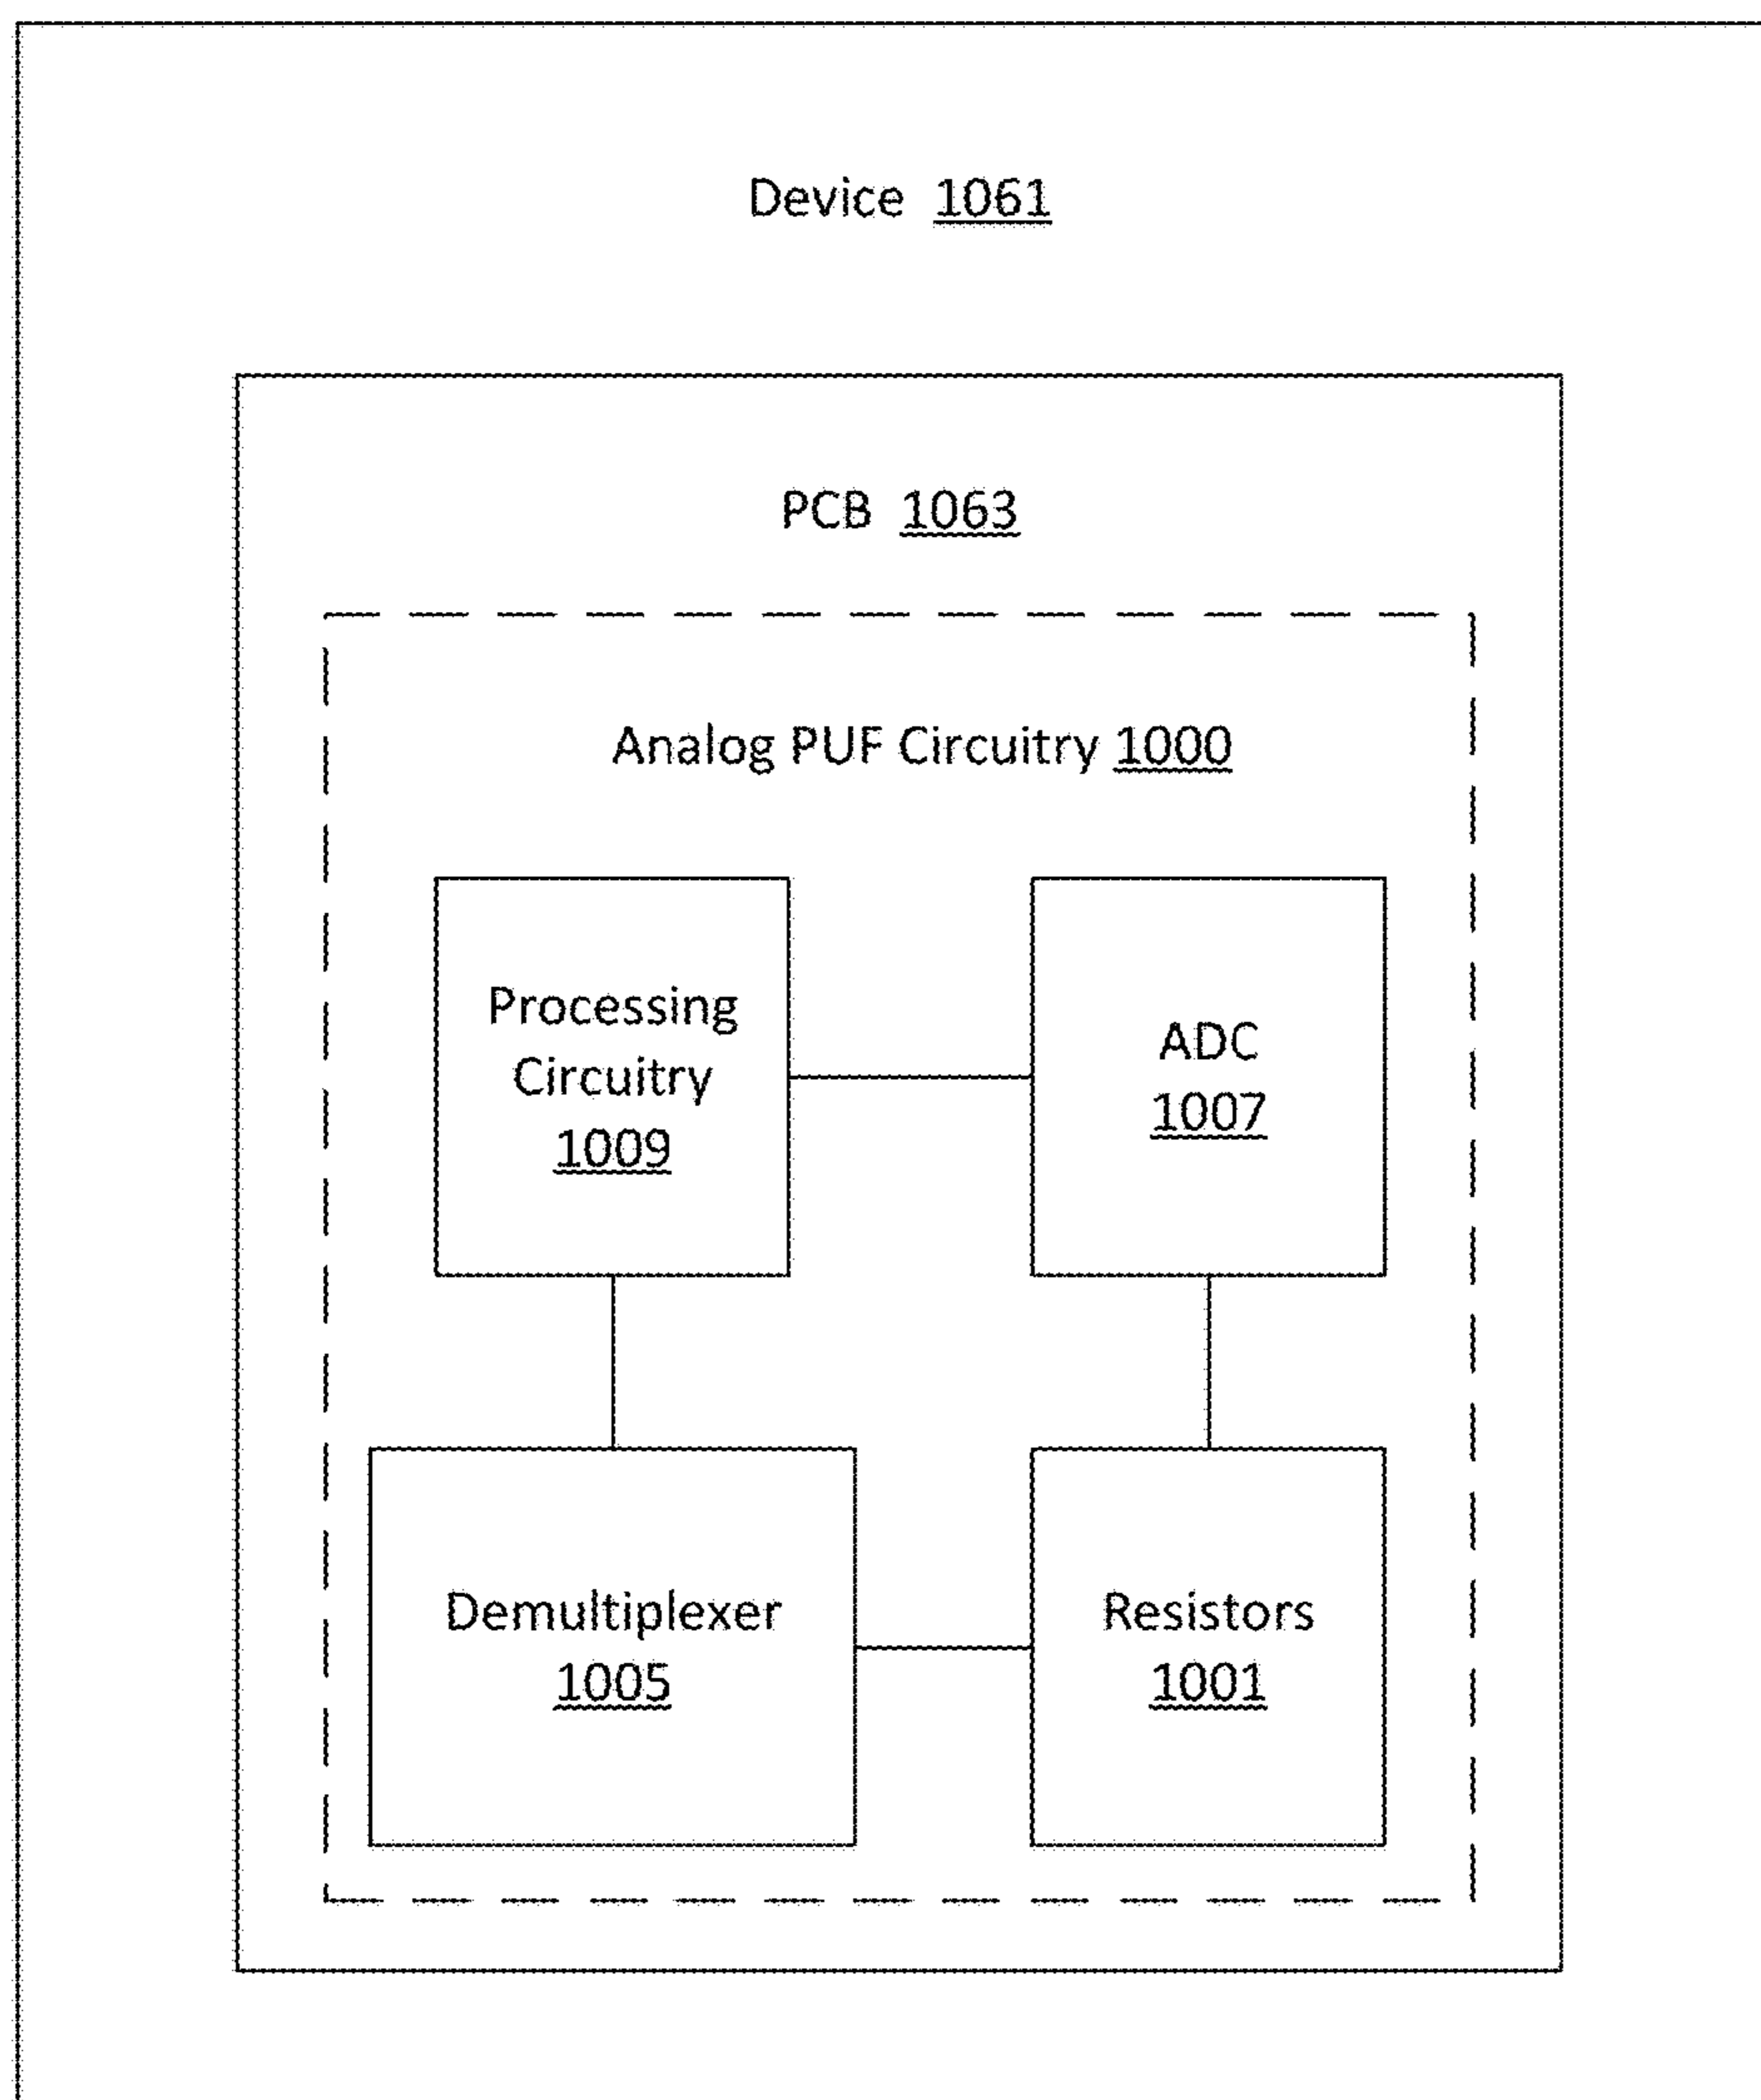 Device 1061
PCB 1063
Analog PUF Circuitry 1000
Processing
Circuitry
1009
ADC
1007
Demultiplexer
1005
Resistors
1001